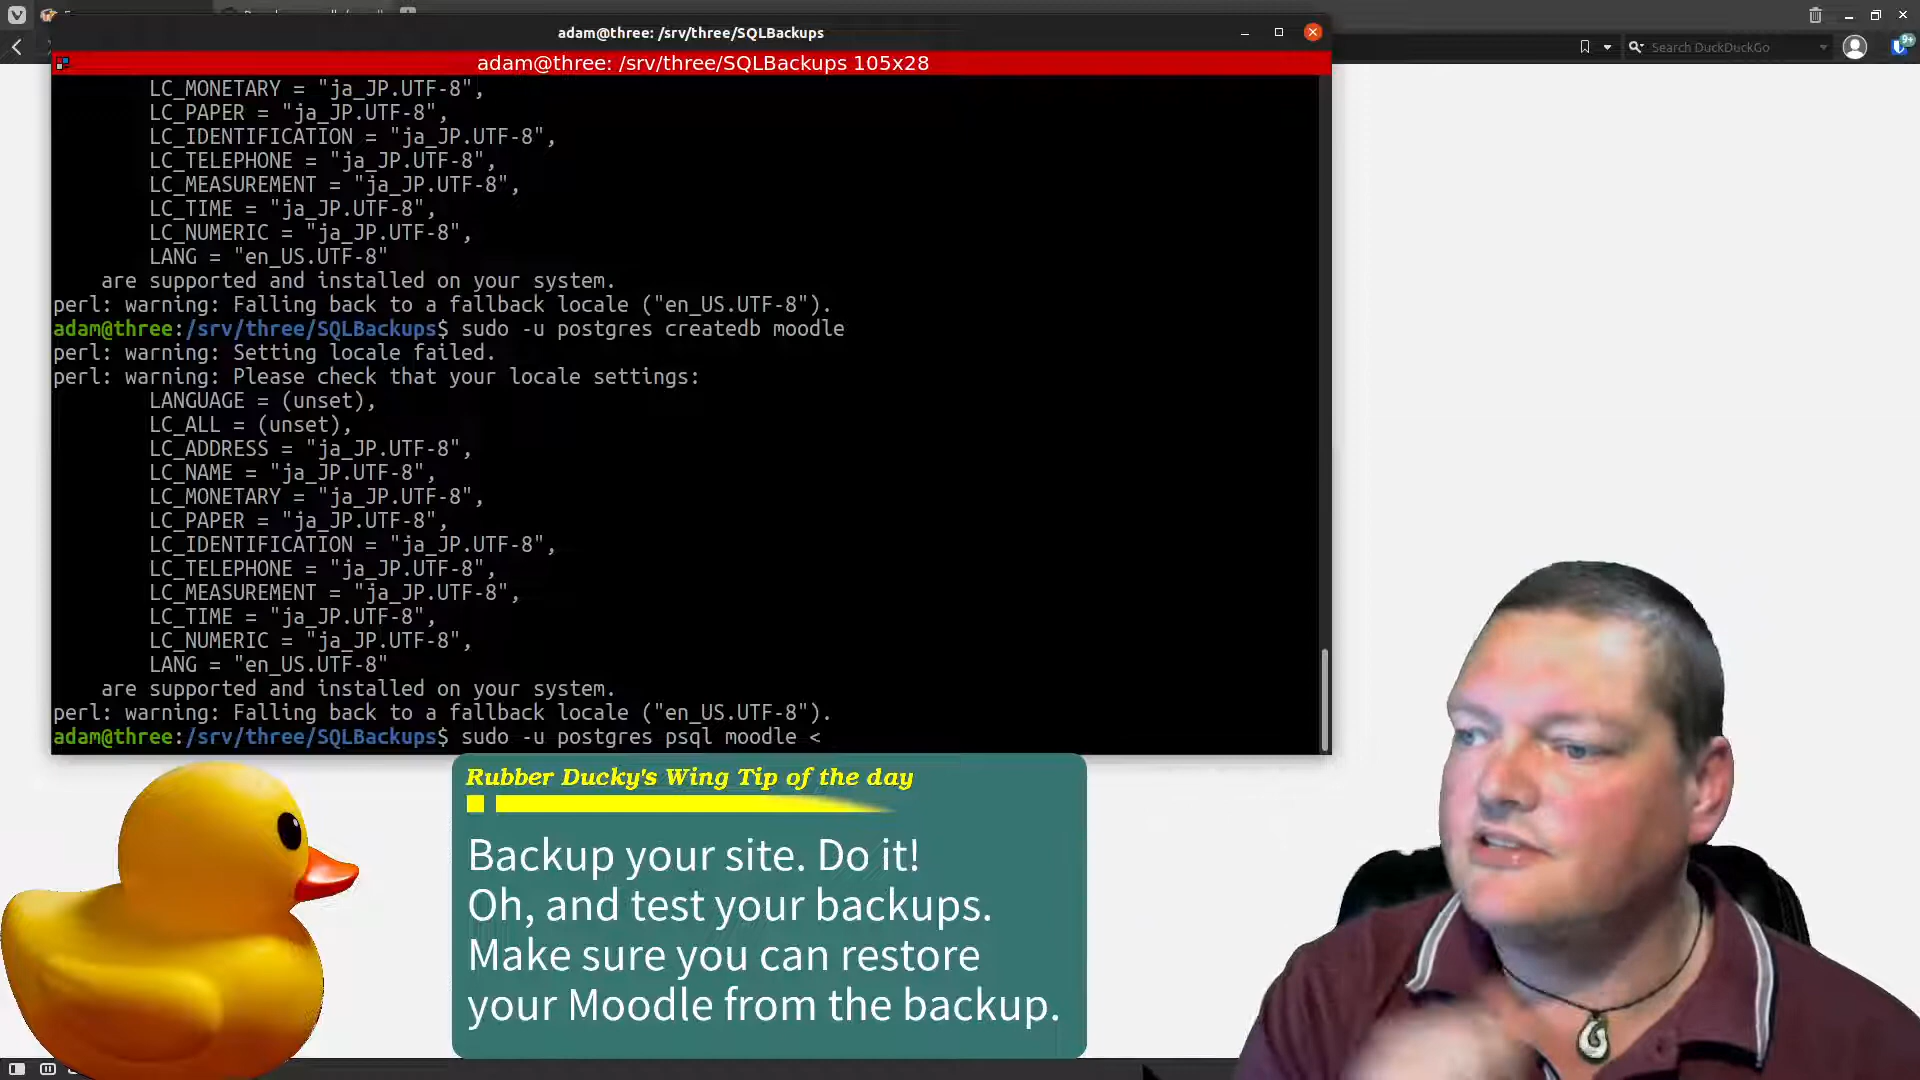 adam@three: /srv/three/SQLBackups
Search DuckDuckGo
9+
adam@three: /srv/three/SQLBackups 105x28
LC_MONETARY = "ja_JP.UTF-8",
LC_PAPER = "ja_JP.UTF-8",
LC_IDENTIFICATION = "ja_JP.UTF-8",
LC_TELEPHONE = "ja_JP.UTF-8",
LC_MEASUREMENT = "ja_JP.UTF-8",
LC_TIME = "ja_JP.UTF-8",
LC_NUMERIC = "ja_JP.UTF-8",
LANG = "en_US.UTF-8"
are supported and installed on your system.
perl: warning: Falling back to a fallback locale ("en_US.UTF-8").
adam@three:/srv/three/SQLBackups$ sudo -u postgres createdb moodle
perl: warning: Setting locale failed.
perl: warning: Please check that your locale settings:
LANGUAGE = (unset),
LC_ALL = (unset),
LC_ADDRESS = "ja_JP.UTF-8",
LC_NAME = "ja_JP.UTF-8",
LC_MONETARY = "ja_JP.UTF-8",
LC_PAPER = "ja_JP.UTF-8",
LC_IDENTIFICATION = "ja_JP.UTF-8",
LC_TELEPHONE = "ja_JP.UTF-8",
LC_MEASUREMENT = "ja_JP.UTF-8",
LC_TIME = "ja_JP.UTF-8",
LC_NUMERIC = "ja_JP.UTF-8",
LANG = "en_US.UTF-8"
are supported and installed on your system.
perl: warning: Falling back to a fallback locale ("en_US.UTF-8").
adam@three:/srv/three/SQLBackups$ sudo -u postgres psql moodle <
Rubber Ducky's Wing Tip of the day
Backup your site. Do it!
Oh, and test your backups.
Make sure you can restore
your Moodle from the backup.